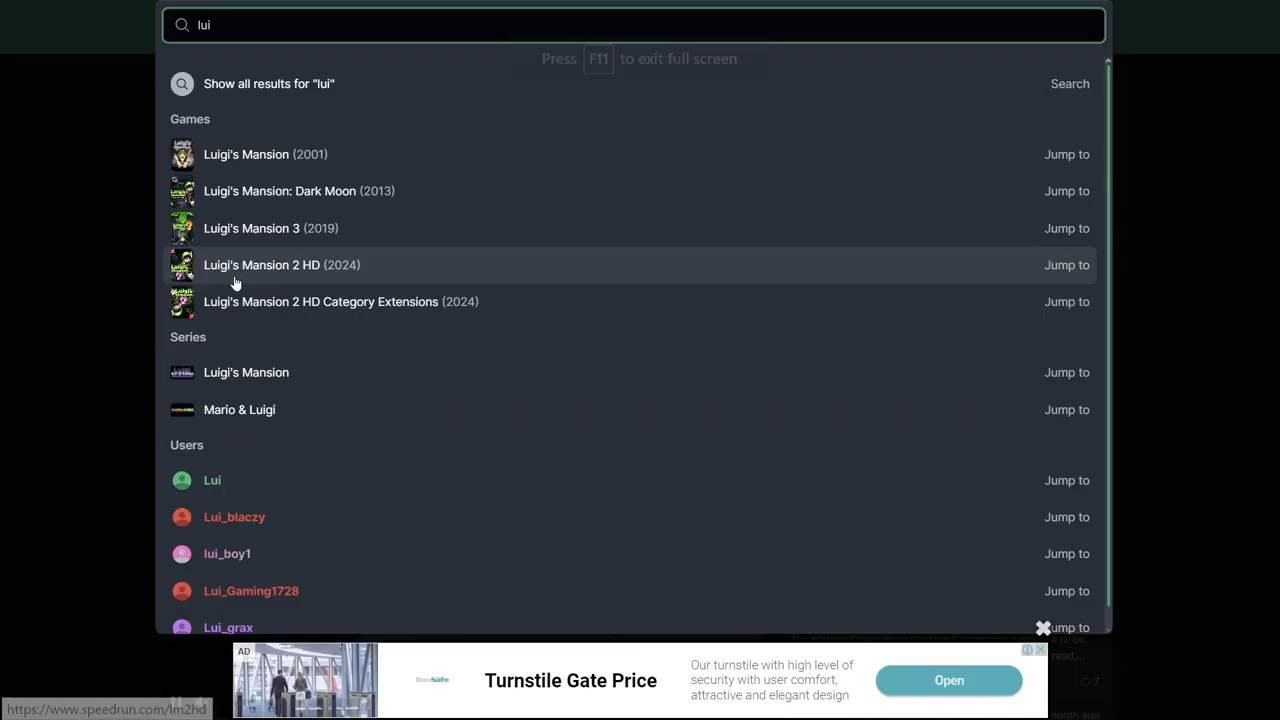 lui
Press F11 to exit full screen
Show all results for "lui" Search
Games
Luigi's Mansion (2001) Jump to
Luigi's Mansion: Dark Moon (2013) Jump to
Luigi's Mansion 3 (2019) Jump to
Luigi's Mansion 2 HD (2024) Jump to
Luigi's Mansion 2 HD Category Extensions (2024) Jump to
Series
Luigi's Mansion Jump to
Mario & Luigi Jump to
Users
Lui Jump to
Lui_blaczy Jump to
lui_boy1 Jump to
Lui_Gaming1728 Jump to
Lui_grax ump to
AD
Turnstile Gate Price
Our turnstile with high level of
security with user comfort,
attractive and elegant design
Open
read,...
7
https://www.speedrun.com/lm2hd
month ago